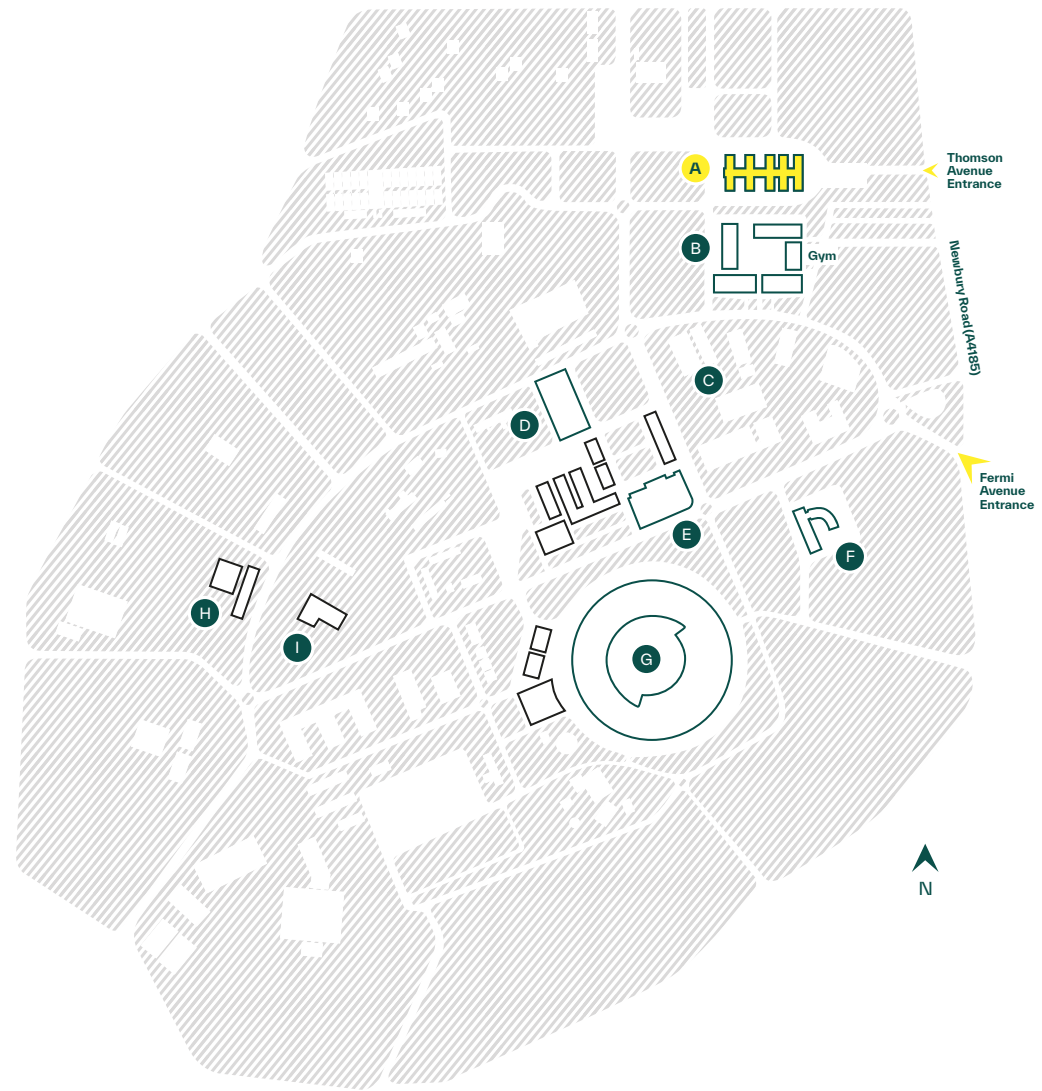 A
Thomson
Avenue
Entrance
B
Gym
Newbury Road (A4185)
C
D
Fermi
Avenue
Entrance
E
F
H
I
G
N